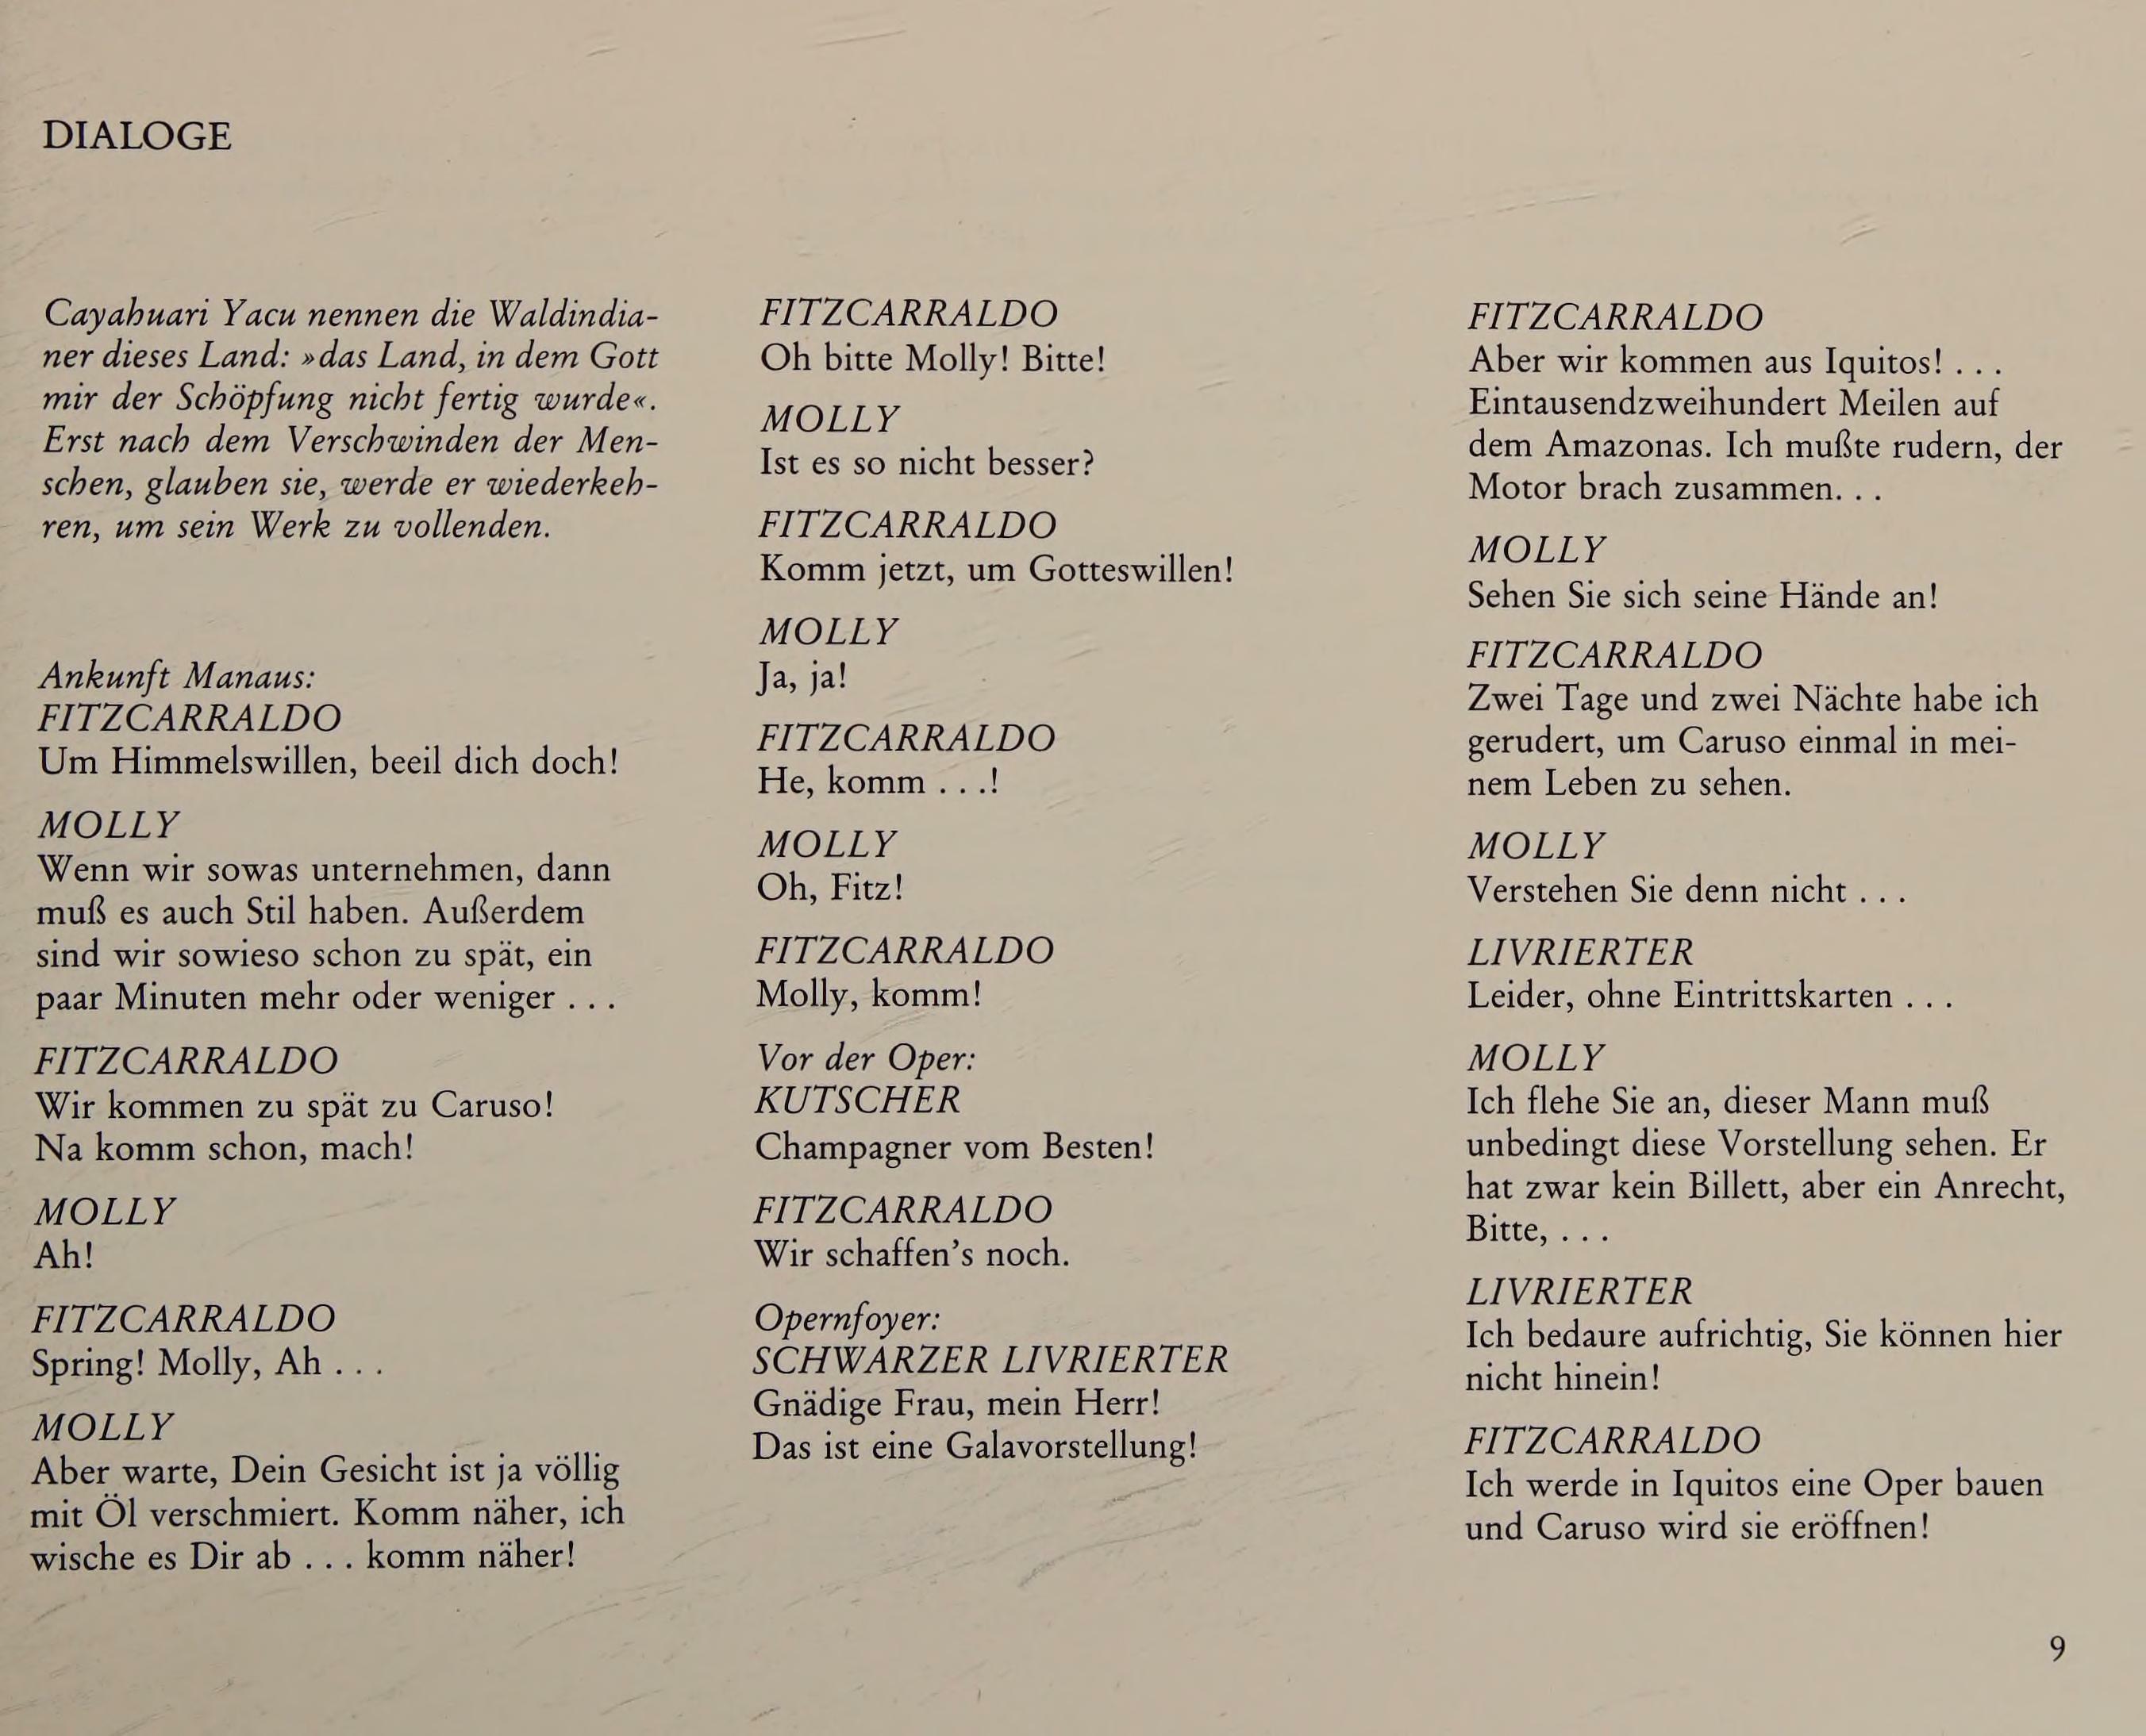 DIALOGE
Cayahuari Yacu nennen die Waldindia-
ner dieses Land: »das Land, in dem Gott
mir der Schöpfung nicht fertig wurde«.
Erst nach dem Verschwinden der Men-
schen, glauben sie, werde er wiederkeh-
ren, um sein Werk zu vollenden.
Ankunft Manaus:
FITZCARRALDO
Um Himmelswillen, beeil dich doch!
MOLLY
Wenn wir sowas unternehmen, dann
muß es auch Stil haben. Außerdem
sind wir sowieso schon zu spät, ein
paar Minuten mehr oder weniger . . .
FITZCARRALDO
Wir kommen zu spät zu Caruso!
Na komm schon, mach!
MOLLY
Ah!
FITZCARRALDO
Spring! Molly, Ah . . .
MOLLY
Aber warte, Dein Gesicht ist ja völlig
mit Öl verschmiert. Komm näher, ich
wische es Dir ab . . . komm näher!
FITZCARRALDO
Oh bitte Molly! Bitte!
MOLLY
Ist es so nicht besser?
FITZCARRALDO
Komm jetzt, um Gotteswillen!
MOLLY
Ja, ja!
FITZCARRALDO
He, komm . . .!
MOLLY
Oh, Fitz!
FITZCARRALDO
Molly, komm!
Vor der Oper:
KUTSCHER
Champagner vom Besten!
FITZCARRALDO
Wir schaffen's noch.
Opernfoyer:
SCHWARZER LIVRIERTER
Gnädige Frau, mein Herr!
Das ist eine Galavorstellung!
FITZCARRALDO
Aber wir kommen aus Iquitos! . . .
Eintausendzweihundert Meilen auf
dem Amazonas. Ich mußte rudern, der
Motor brach zusammen. . .
MOLLY
Sehen Sie sich seine Hände an!
FITZCARRALDO
Zwei Tage und zwei Nächte habe ich
gerudert, um Caruso einmal in mei-
nem Leben zu sehen.
MOLLY
Verstehen Sie denn nicht . . .
LIVRIERTER
Leider, ohne Eintrittskarten . . .
MOLLY
Ich flehe Sie an, dieser Mann muß
unbedingt diese Vorstellung sehen. Er
hat zwar kein Billett, aber ein Anrecht,
Bitte, . . .
LIVRIERTER
Ich bedaure aufrichtig, Sie können hier
nicht hinein!
FITZCARRALDO
Ich werde in Iquitos eine Oper bauen
und Caruso wird sie eröffnen!
9